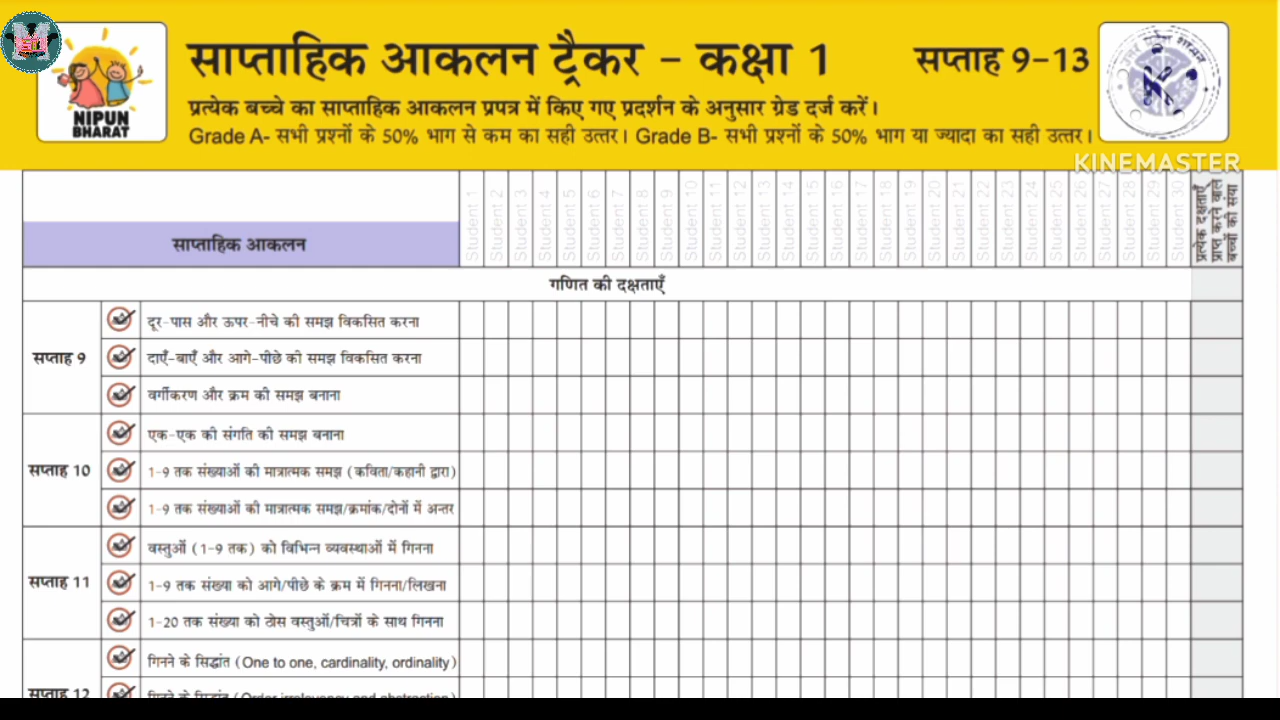 साप्ताहिक आकलन ट्रैकर - कक्षा 1
सप्ताह 9-13
NIPUN
BHARAT
प्रत्येक बच्चे का साप्ताहिक आकलन प्रपत्र में किए गए प्रदर्शन के अनुसार ग्रेड दर्ज करें।
Grade A- सभी प्रश्नों के 50% भाग से कम का सही उत्तर। Grade B- सभी प्रश्नों के 50% भाग या ज्यादा का सही उत्तर।
KINEMASTER
साप्ताहिक आकलन
Student 1
Student 2
Student 3
Student 4
Student 5
Student 6
Student 7
Student 8
Student 9
Student 10
Student 11
Student 12
Student 13
Student 14
Student 15
Student 16
Student 17
Student 18
Student 19
Student 20
Student 21
Student 22
Student 23
Student 24
Student 25
Student 26
Student 27
Student 28
Student 29
Student 30
प्रत्येक दक्षताएँ
प्राप्त करने वाले
बच्चों की संया
गणित की दक्षताएँ
सप्ताह 9
दूर-पास और ऊपर-नीचे की समझ विकसित करना
दाएँ-बाएँ और आगे-पीछे की समझ विकसित करना
वर्गीकरण और क्रम की समझ बनाना
सप्ताह 10
एक-एक की संगति की समझ बनाना
1-9 तक संख्याओं की मात्रात्मक समझ (कविता/कहानी द्वारा)
1-9 तक संख्याओं की मात्रात्मक समझ/क्रमांक/दोनों में अन्तर
सप्ताह 11
वस्तुओं (1-9 तक) को विभिन्न व्यवस्थाओं में गिनना
1-9 तक संख्या को आगे/पीछे के क्रम में गिनना/लिखना
1-20 तक संख्या को ठोस वस्तुओं/चित्रों के साथ गिनना
सप्ताह 12
गिनने के सिद्धांत (One to one, cardinality, ordinality)
गिनने के सिद्धांत (Order irrelevancy and abstraction)